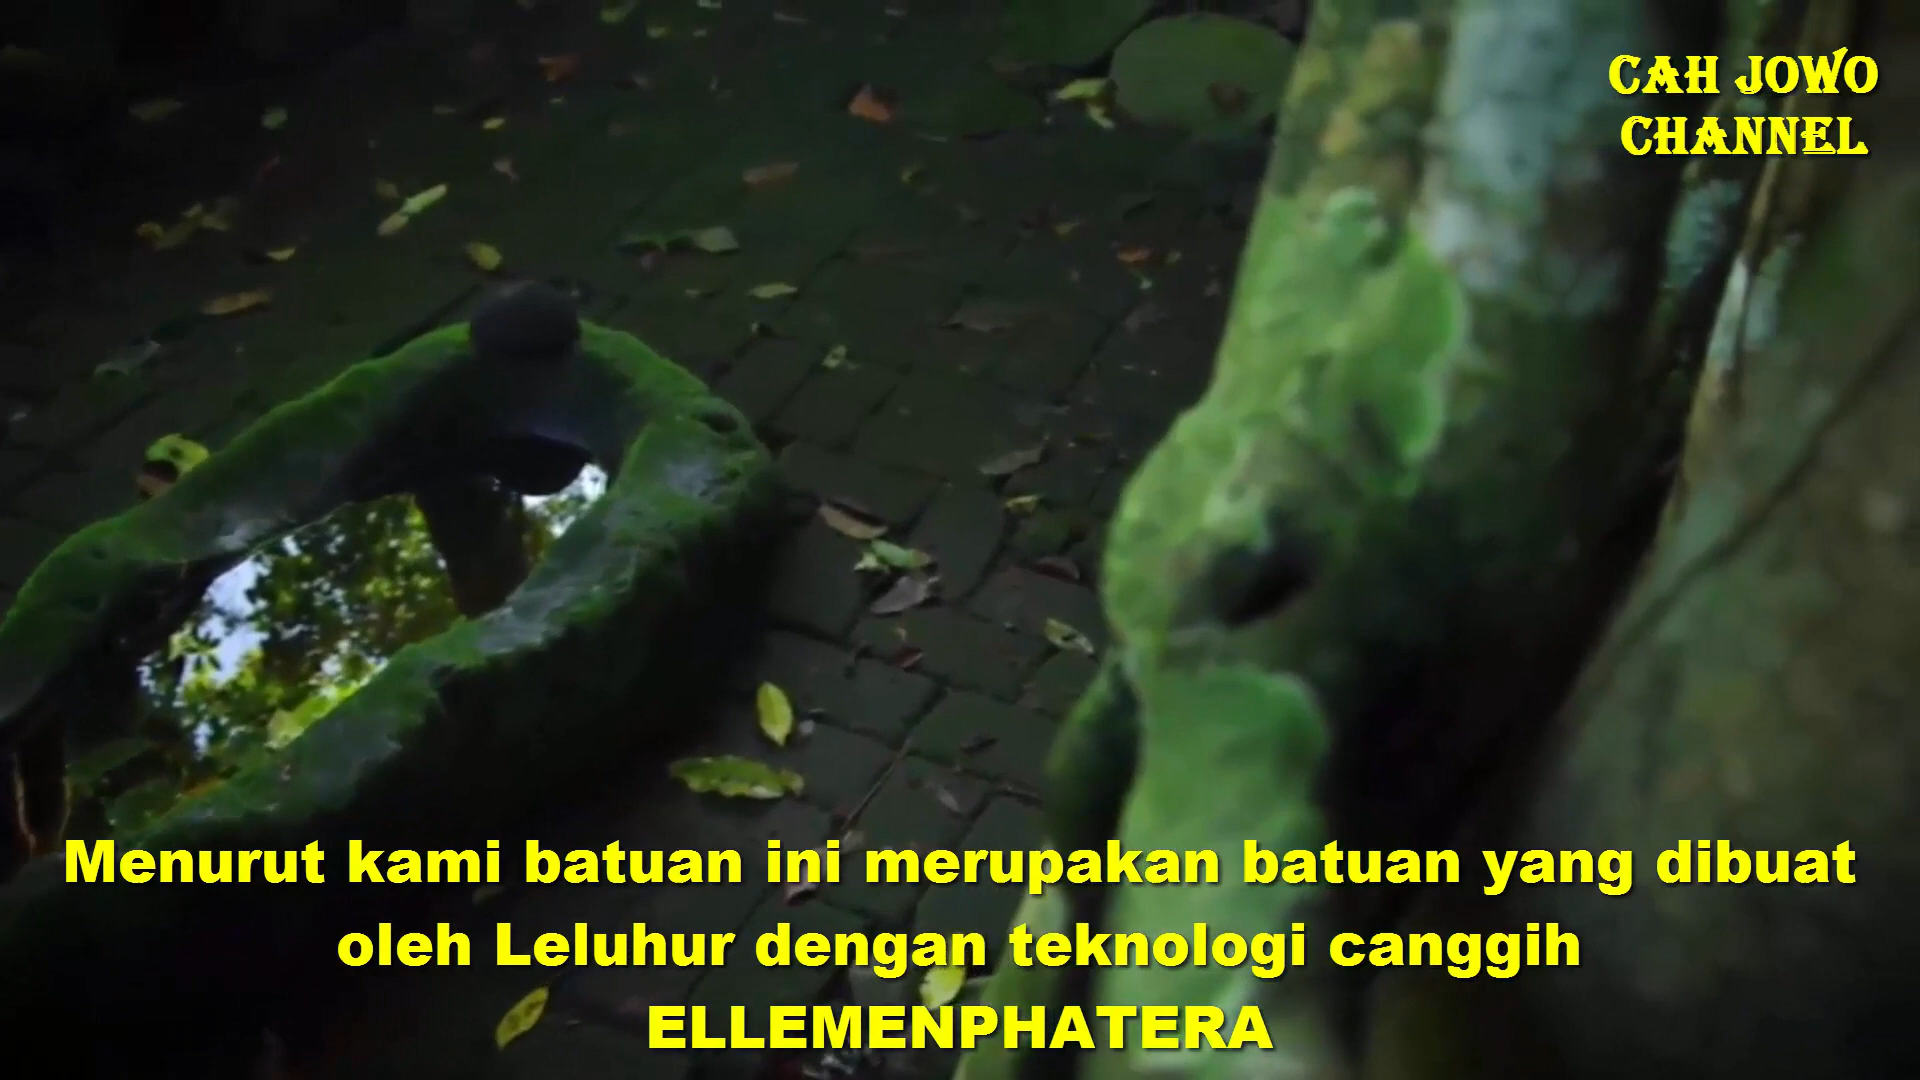 CAH JOWO
CHANNEL
Menurut kami batuan ini merupakan batuan yang dibuat
oleh Leluhur dengan teknologi canggih
ELLEMENPHATERA